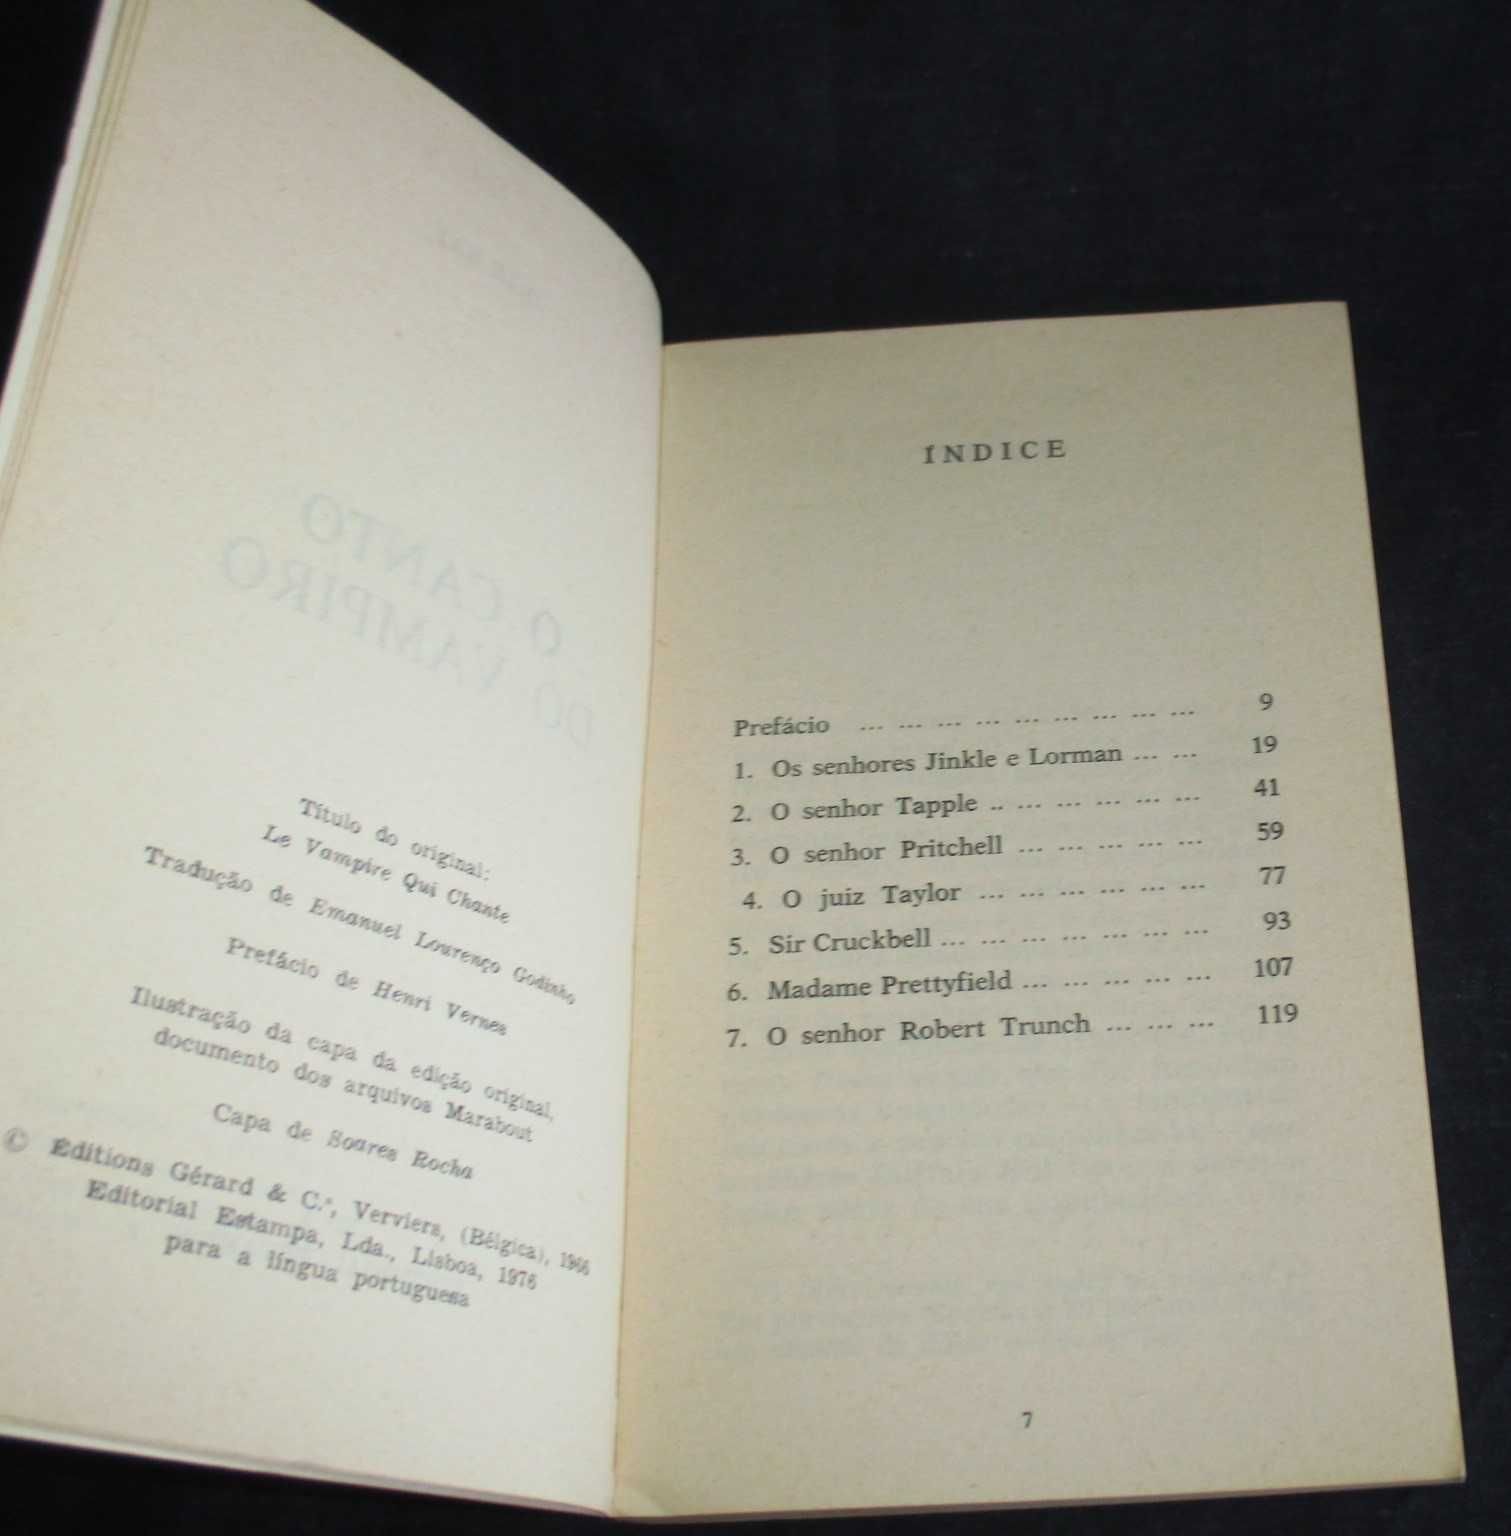 Título do original:
Le Vampire Qui Chante
Tradução de Emanuel Lourenço Godinho
Prefácio de Henri Vernes
Ilustração da capa da edição original,
documento dos arquivos Marabout
Capa de Soares Rocha
© Éditions Gérard & C.ª, Verviers, (Bélgica), 1966
Editorial Estampa, Lda., Lisboa, 1976
para a língua portuguesa
O CANTO
DO VAMPIRO
ÍNDICE
Prefácio ... ... ... ... ... ... ... ... ... 9
1. Os senhores Jinkle e Lorman ... ... 19
2. O senhor Tapple .. ... ... ... ... ... 41
3. O senhor Pritchell ... ... ... ... ... 59
4. O juiz Taylor ... ... ... ... ... ... 77
5. Sir Cruckbell ... ... ... ... ... ... ... 93
6. Madame Prettyfield ... ... ... ... ... 107
7. O senhor Robert Trunch ... ... ... 119
7